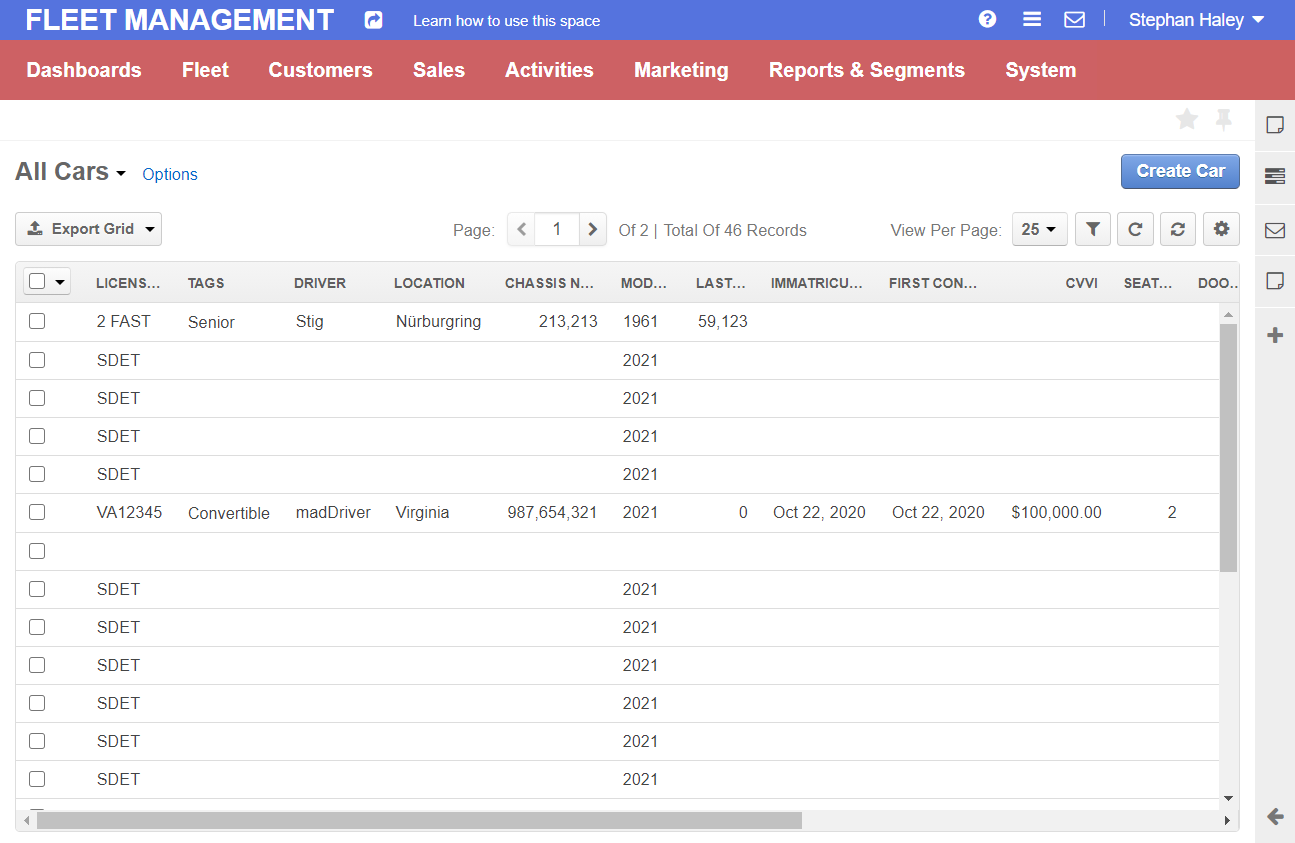 FLEET MANAGEMENT Learn how to use this space Stephan Haley
Dashboards Fleet Customers Sales Activities Marketing Reports & Segments System
All Cars Options Create Car
Export Grid Page: 1 Of 2 | Total Of 46 Records View Per Page: 25
LICENS... TAGS DRIVER LOCATION CHASSIS N... MOD... LAST... IMMATRICU... FIRST CON... CVVI SEAT... DOO..
2 FAST Senior Stig Nürburgring 213,213 1961 59,123
SDET 2021
SDET 2021
SDET 2021
SDET 2021
VA12345 Convertible madDriver Virginia 987,654,321 2021 0 Oct 22, 2020 Oct 22, 2020 $100,000.00 2
SDET 2021
SDET 2021
SDET 2021
SDET 2021
SDET 2021
SDET 2021